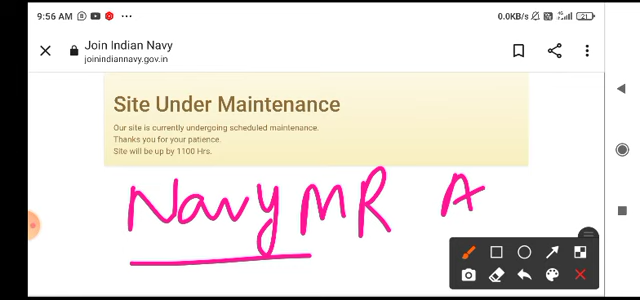 9:56 AM
0.0KB/s 21
Join Indian Navy
joinindiannavy.gov.in
Site Under Maintenance
Our site is currently undergoing scheduled maintenance.
Thanks you for your patience.
Site will be up by 1100 Hrs.
Navy MR A